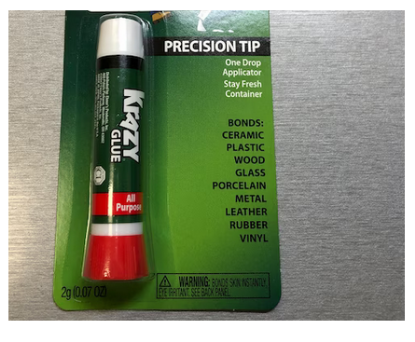 PRECISION TIP
One Drop
Applicator
Stay Fresh
Container
KRAZY
GLUE
All
Purpose
BONDS:
CERAMIC
PLASTIC
WOOD
GLASS
PORCELAIN
METAL
LEATHER
RUBBER
VINYL
2g (0.07 OZ)
WARNING: BONDS SKIN INSTANTLY.
EYE IRRITANT. SEE BACK PANEL.